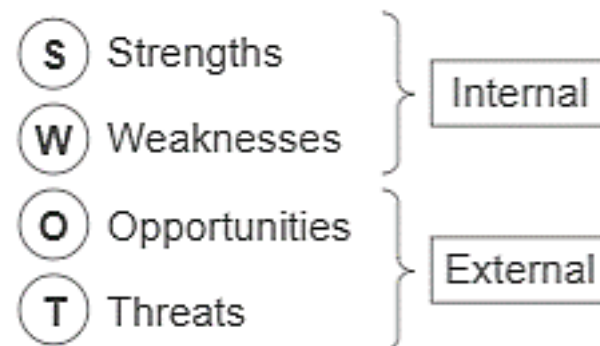 S Strengths
W Weaknesses
Internal
O Opportunities
T Threats
External